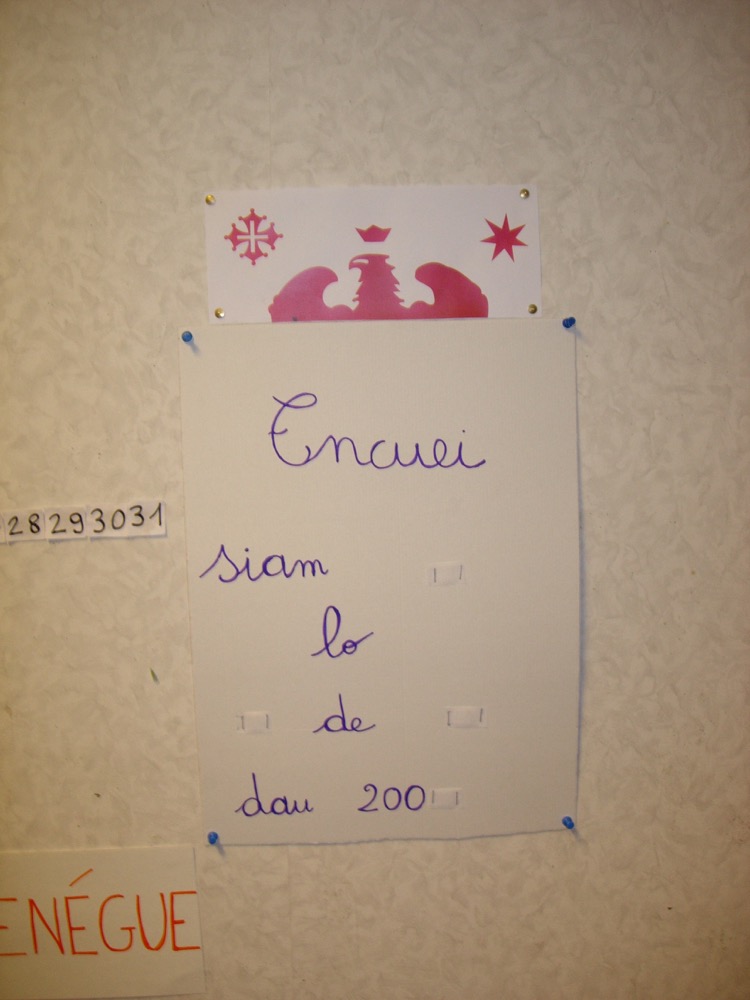 Encuei
28293031
siam
lo
de
dau 200
ENÉGUE